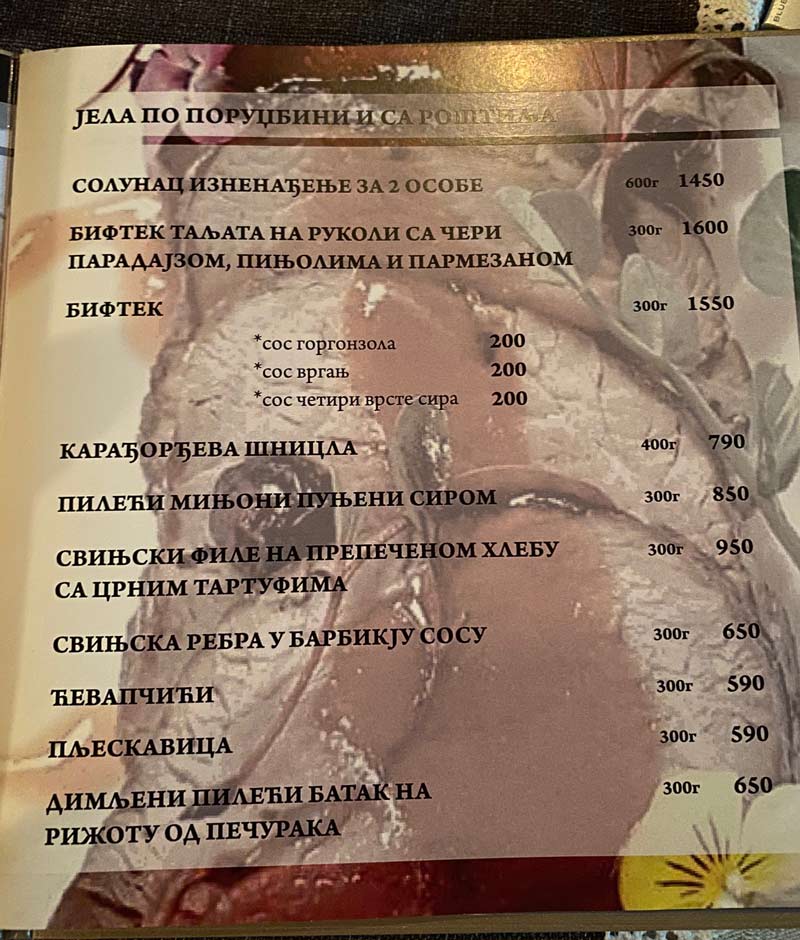 ЈЕЛА ПО ПОРУЏБИНИ И СА РОШТИЉА
СОЛУНАЦ ИЗНЕНАЂЕЊЕ ЗА 2 ОСОБЕ 600г 1450
БИФТЕК ТАЉАТА НА РУКОЛИ СА ЧЕРИ 300г 1600
ПАРАДАЈЗОМ, ПИЊОЛИМА И ПАРМЕЗАНОМ
БИФТЕК 300г 1550
*сос горгонзола 200
*сос вргањ 200
*сос четири врсте сира 200
КАРАЂОРЂЕВА ШНИЦЛА 400г 790
ПИЛЕЋИ МИЊОНИ ПУЊЕНИ СИРОМ 300г 850
СВИЊСКИ ФИЛЕ НА ПРЕПЕЧЕНОМ ХЛЕБУ 300г 950
СА ЦРНИМ ТАРТУФИМА
СВИЊСКА РЕБРА У БАРБИКЈУ СОСУ 300г 650
ЋЕВАПЧИЋИ 300г 590
ПЉЕСКАВИЦА 300г 590
ДИМЉЕНИ ПИЛЕЋИ БАТАК НА 300г 650
РИЖОТУ ОД ПЕЧУРАКА